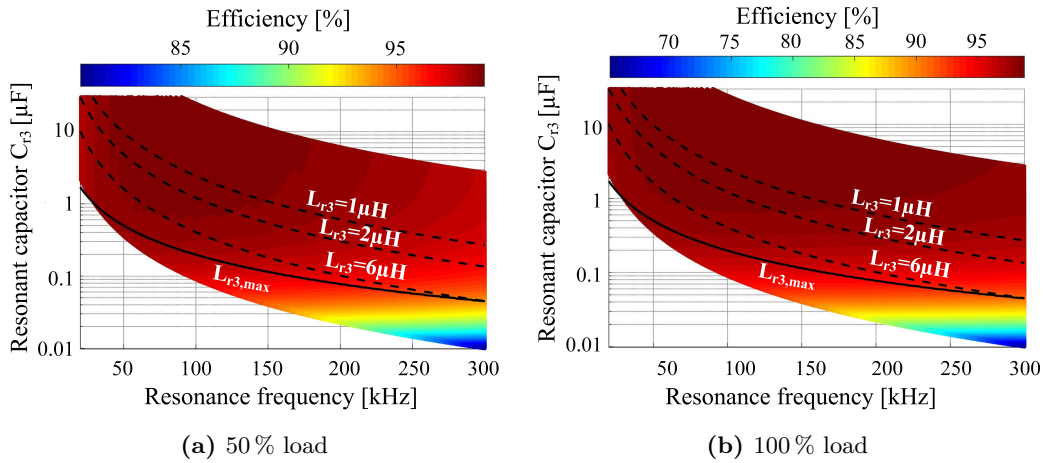 Efficiency [%]
85 90 95
Resonant capacitor Cr3 [µF]
10
1
0.1
0.01
Lr3=1µH
Lr3=2µH
Lr3=6µH
Lr3,max
50 100 150 200 250 300
Resonance frequency [kHz]
(a) 50 % load
Efficiency [%]
70 75 80 85 90 95
Resonant capacitor Cr3 [µF]
10
1
0.1
0.01
Lr3=1µH
Lr3=2µH
Lr3=6µH
Lr3,max
50 100 150 200 250 300
Resonance frequency [kHz]
(b) 100 % load